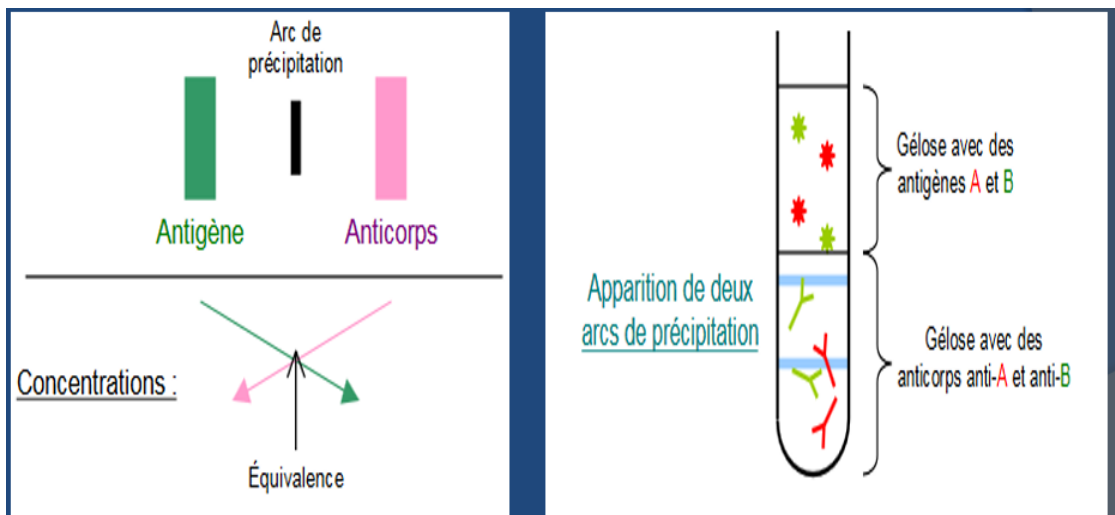 Arc de
précipitation
Antigène
Anticorps
Concentrations :
Équivalence
Gélose avec des
antigènes A et B
Apparition de deux
arcs de précipitation
Gélose avec des
anticorps anti-A et anti-B